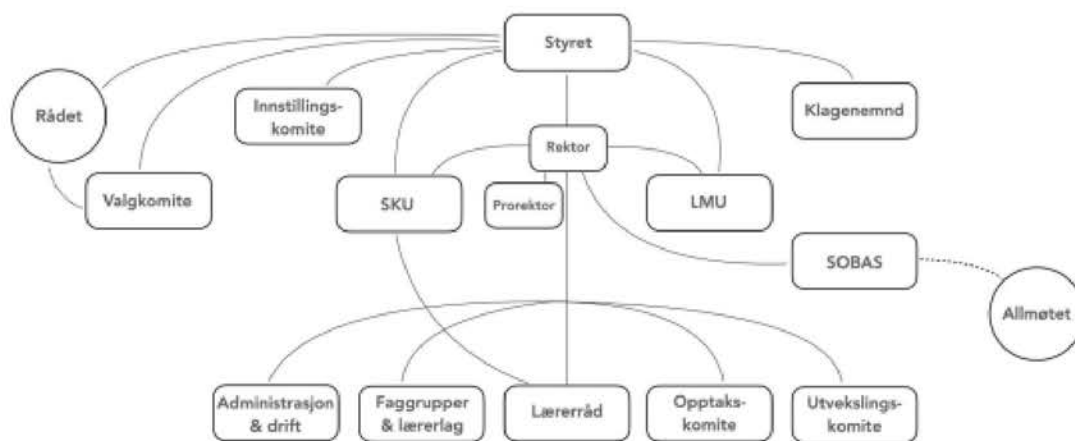 Styret
Rådet
Innstillings-
komite
Klagenemnd
Rektor
Valgkomite
SKU
Prorektor
LMU
SOBAS
Allmøtet
Administrasjon
& drift
Faggrupper
& lærerlag
Lærerråd
Opptaks-
komite
Utvekslings-
komite